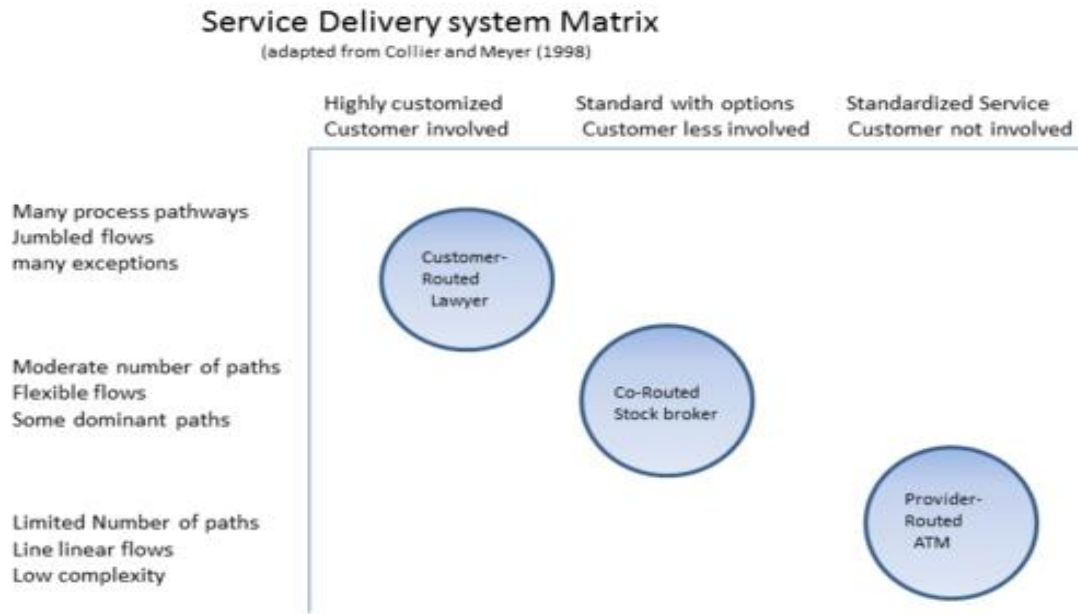 Service Delivery system Matrix
(adapted from Collier and Meyer (1998)
Highly customized
Customer involved
Standard with options
Customer less involved
Standardized Service
Customer not involved
Many process pathways
Jumbled flows
many exceptions
Customer-
Routed
Lawyer
Moderate number of paths
Flexible flows
Some dominant paths
Co-Routed
Stock broker
Limited Number of paths
Line linear flows
Low complexity
Provider-
Routed
ATM